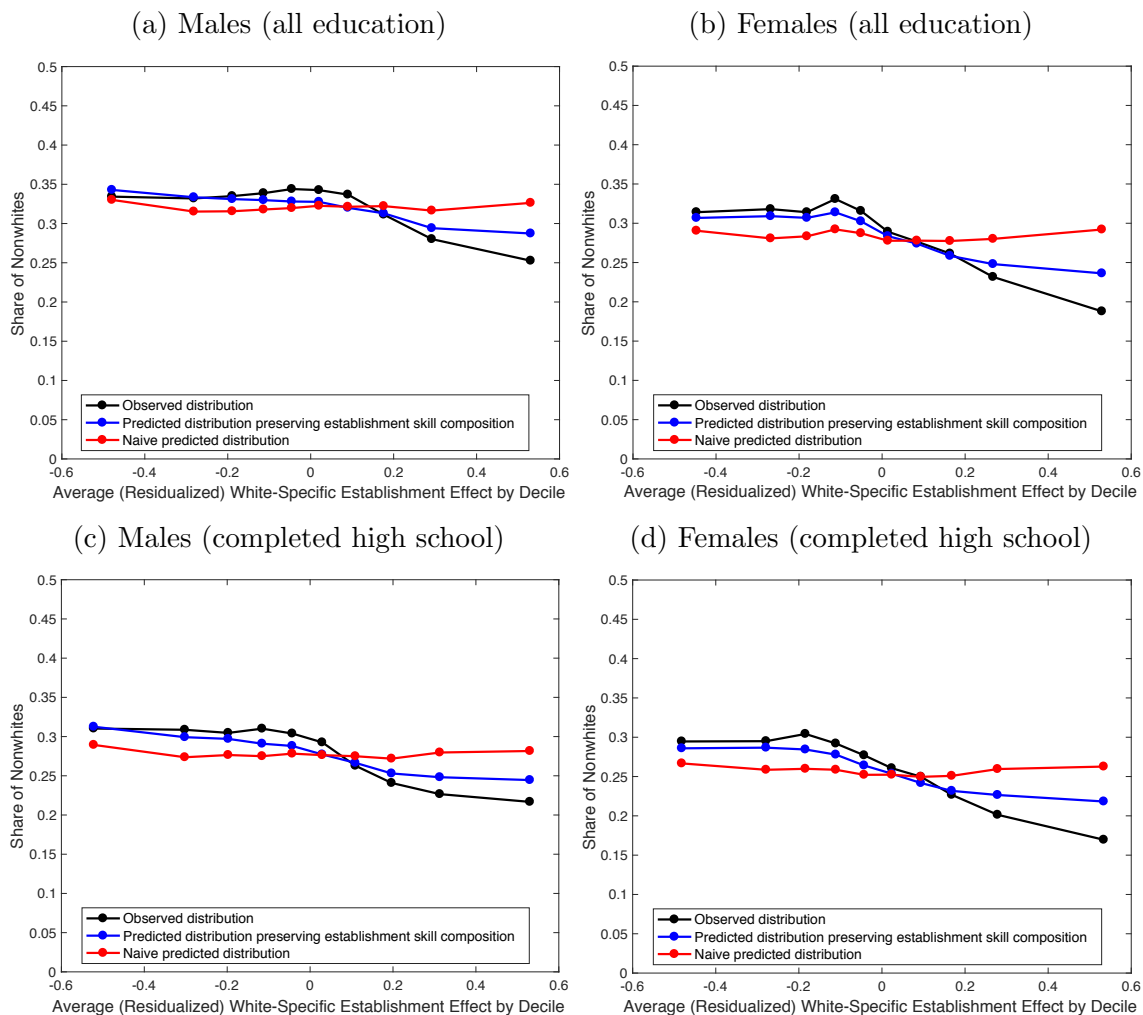 (a) Males (all education)
(b) Females (all education)
0.5
0.45
0.4
0.35
0.3
0.25
0.2
0.15
0.1
0.05
0
Share of Nonwhites
Observed distribution
Predicted distribution preserving establishment skill composition
Naive predicted distribution
-0.6 -0.4 -0.2 0 0.2 0.4 0.6
Average (Residualized) White-Specific Establishment Effect by Decile
0.5
0.45
0.4
0.35
0.3
0.25
0.2
0.15
0.1
0.05
0
Share of Nonwhites
Observed distribution
Predicted distribution preserving establishment skill composition
Naive predicted distribution
-0.6 -0.4 -0.2 0 0.2 0.4 0.6
Average (Residualized) White-Specific Establishment Effect by Decile
(c) Males (completed high school)
(d) Females (completed high school)
0.5
0.45
0.4
0.35
0.3
0.25
0.2
0.15
0.1
0.05
0
Share of Nonwhites
Observed distribution
Predicted distribution preserving establishment skill composition
Naive predicted distribution
-0.6 -0.4 -0.2 0 0.2 0.4 0.6
Average (Residualized) White-Specific Establishment Effect by Decile
0.5
0.45
0.4
0.35
0.3
0.25
0.2
0.15
0.1
0.05
0
Share of Nonwhites
Observed distribution
Predicted distribution preserving establishment skill composition
Naive predicted distribution
-0.6 -0.4 -0.2 0 0.2 0.4 0.6
Average (Residualized) White-Specific Establishment Effect by Decile